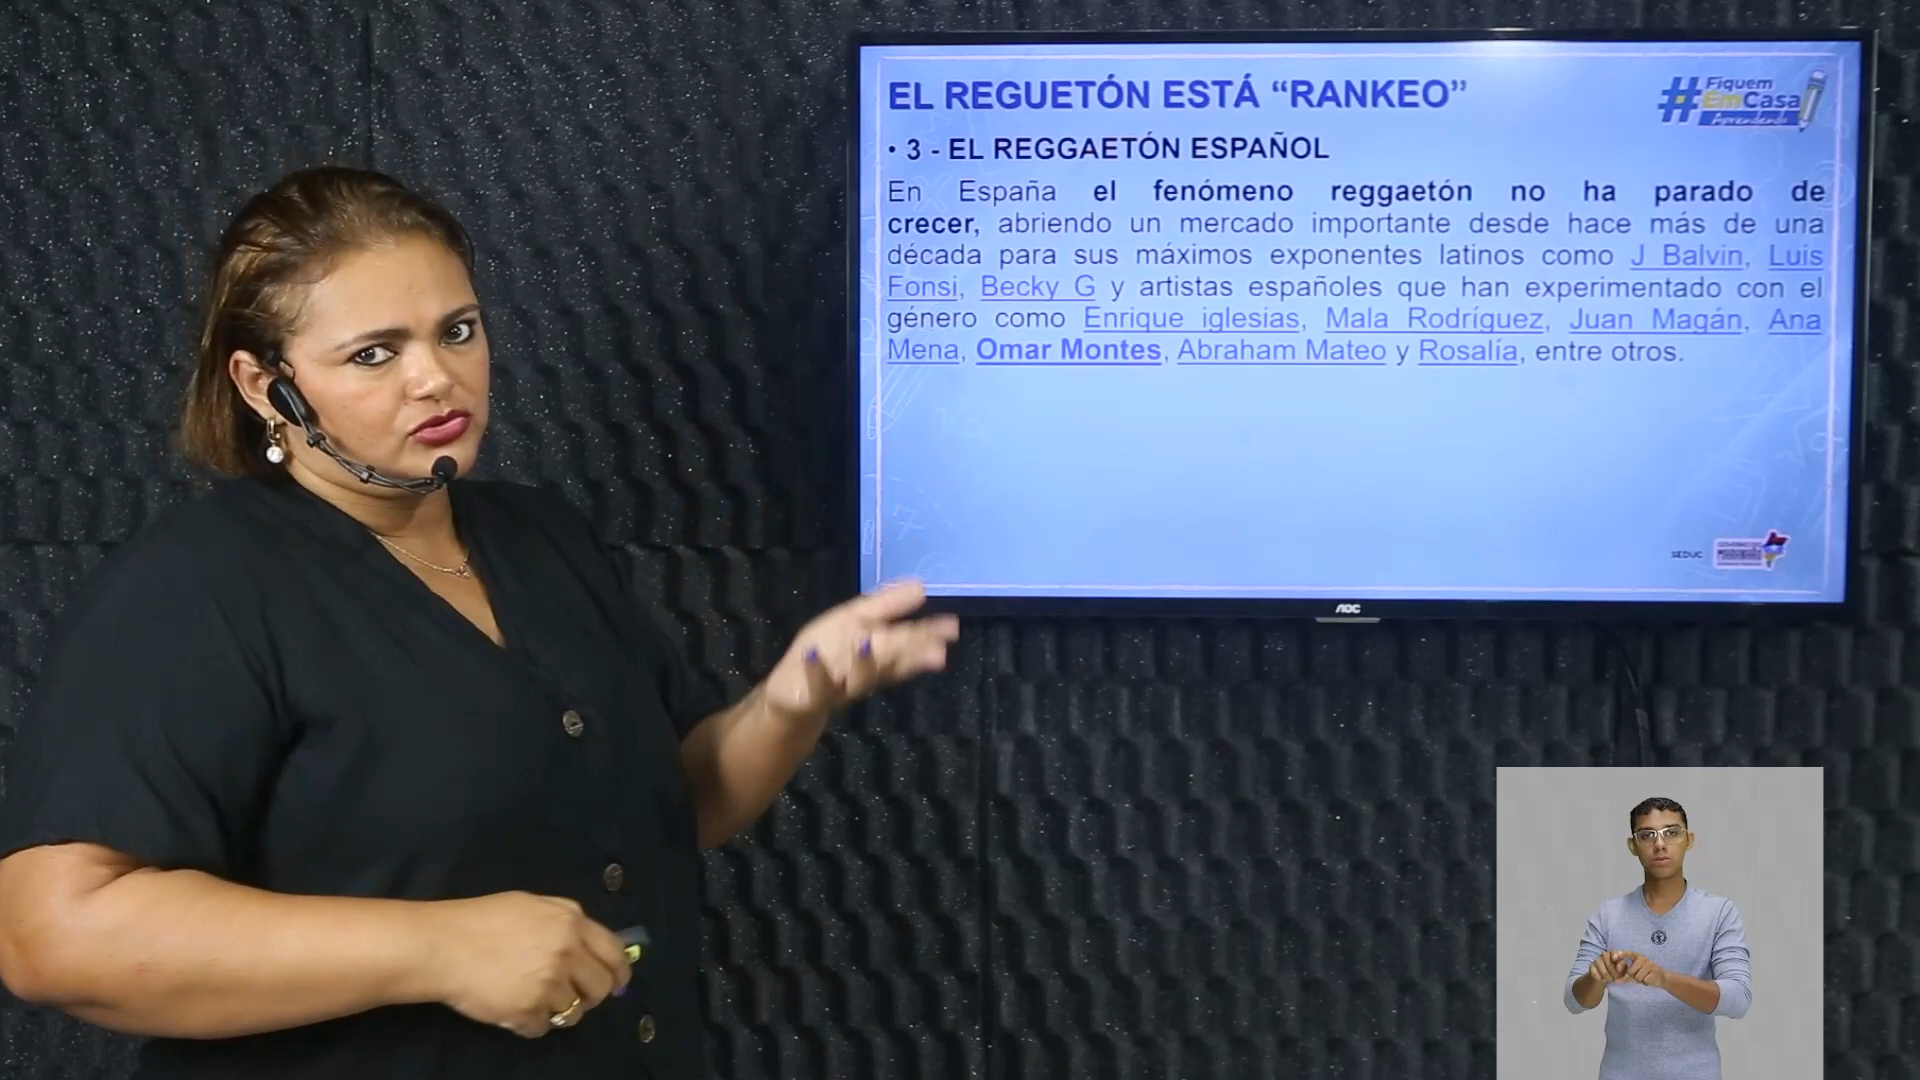 EL REGUETÓN ESTÁ “RANKEO”
#Fiquem
EmCasa
Aprendendo
• 3 - EL REGGAETÓN ESPAÑOL
En España el fenómeno reggaetón no ha parado de
crecer, abriendo un mercado importante desde hace más de una
década para sus máximos exponentes latinos como J Balvin, Luis
Fonsi, Becky G y artistas españoles que han experimentado con el
género como Enrique iglesias, Mala Rodríguez, Juan Magán, Ana
Mena, Omar Montes, Abraham Mateo y Rosalía, entre otros.
SEDUC
AOC